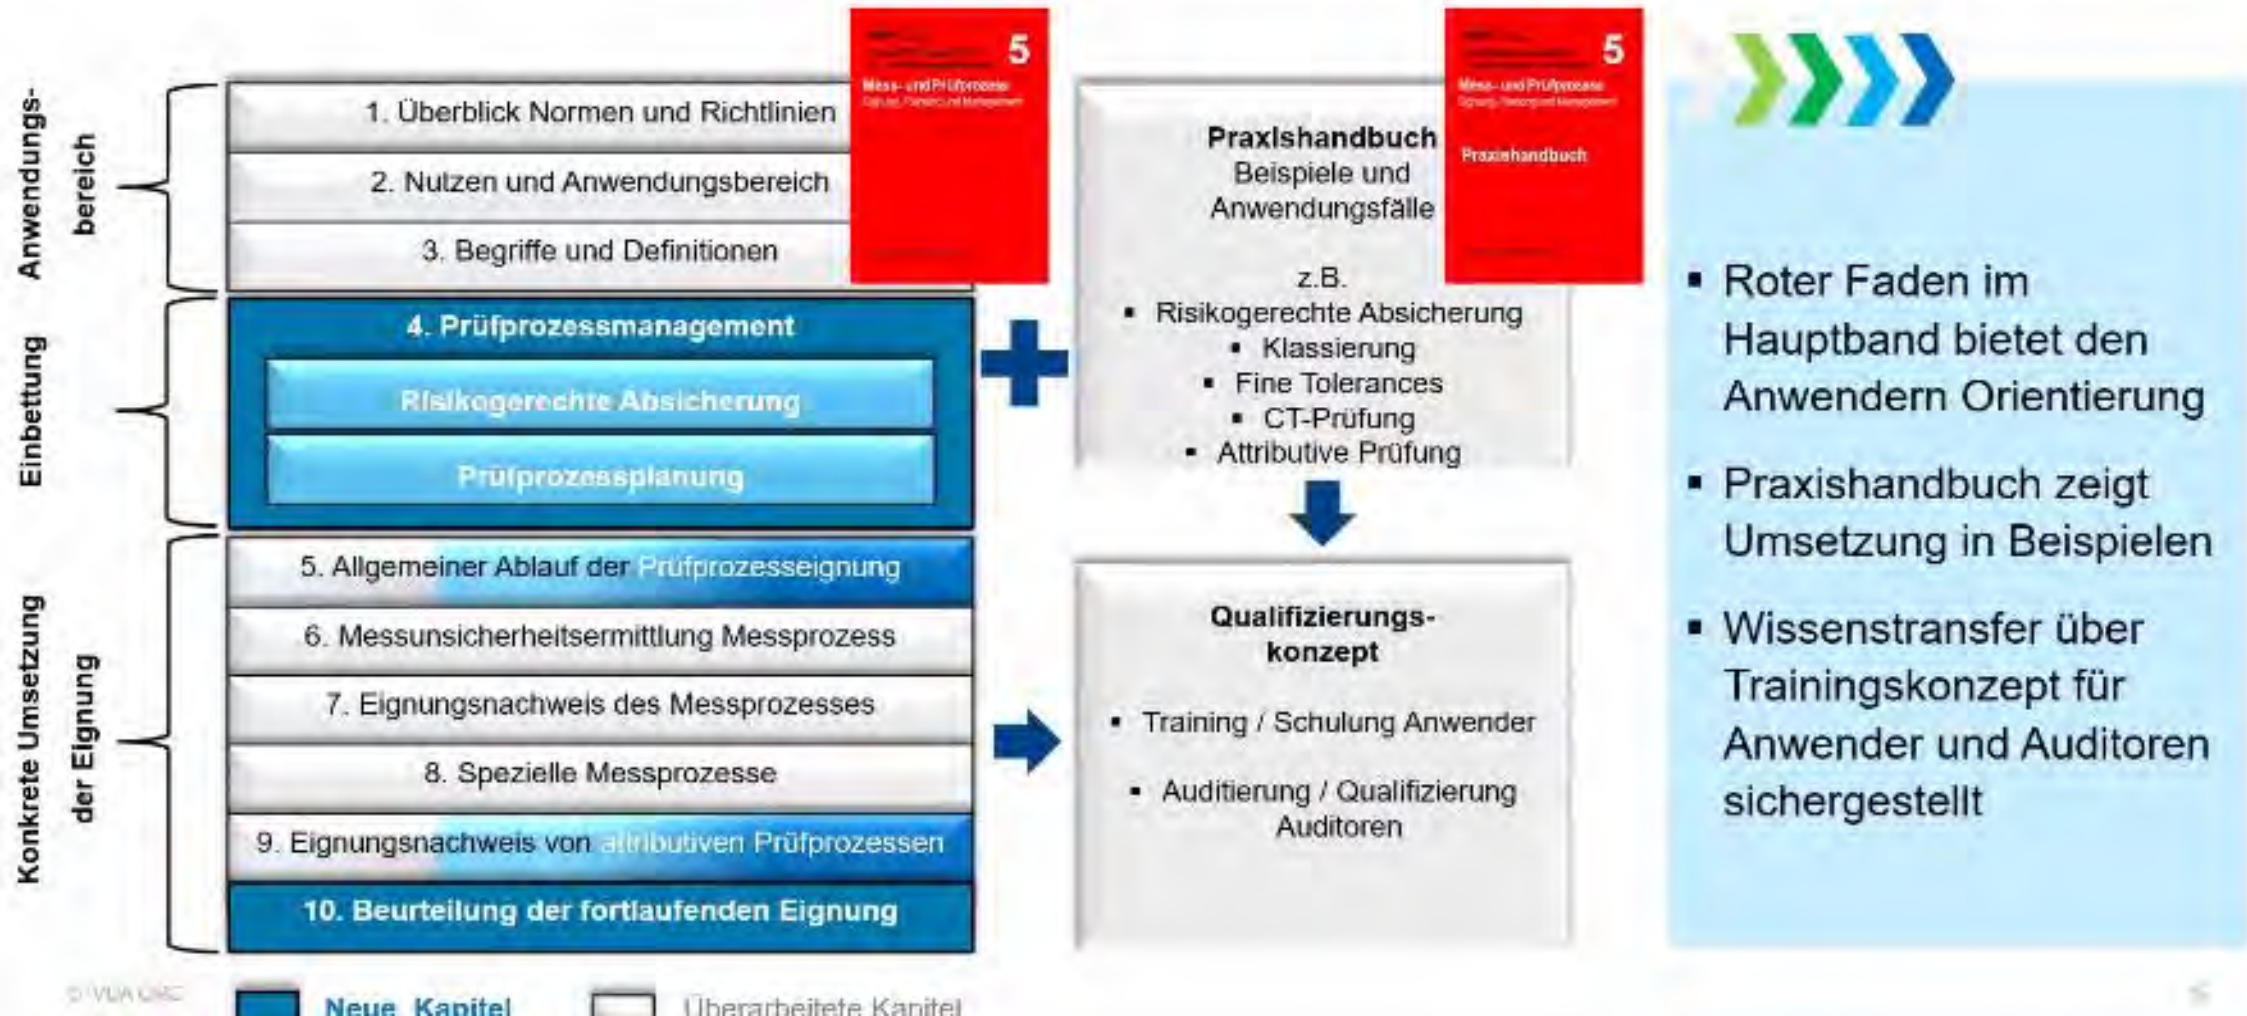 Anwendungs-
bereich
Einbettung
Konkrete Umsetzung
der Eignung
1. Überblick Normen und Richtlinien
2. Nutzen und Anwendungsbereich
3. Begriffe und Definitionen
4. Prüfprozessmanagement
Risikogerechte Absicherung
Prüfprozessplanung
5. Allgemeiner Ablauf der Prüfprozesseignung
6. Messunsicherheitsermittlung Messprozess
7. Eignungsnachweis des Messprozesses
8. Spezielle Messprozesse
9. Eignungsnachweis von attributiven Prüfprozessen
10. Beurteilung der fortlaufenden Eignung
5
Mess- und Prüfprozesse
Praxishandbuch
Beispiele und
Anwendungsfälle
z.B.
▪ Risikogerechte Absicherung
▪ Klassierung
▪ Fine Tolerances
▪ CT-Prüfung
▪ Attributive Prüfung
5
Mess- und Prüfprozesse
Praxishandbuch
Qualifizierungs-
konzept
▪ Training / Schulung Anwender
▪ Auditierung / Qualifizierung
Auditoren
▪ Roter Faden im
Hauptband bietet den
Anwendern Orientierung
▪ Praxishandbuch zeigt
Umsetzung in Beispielen
▪ Wissenstransfer über
Trainingskonzept für
Anwender und Auditoren
sichergestellt
© VDA QMC
Neue Kapitel
Überarbeitete Kapitel